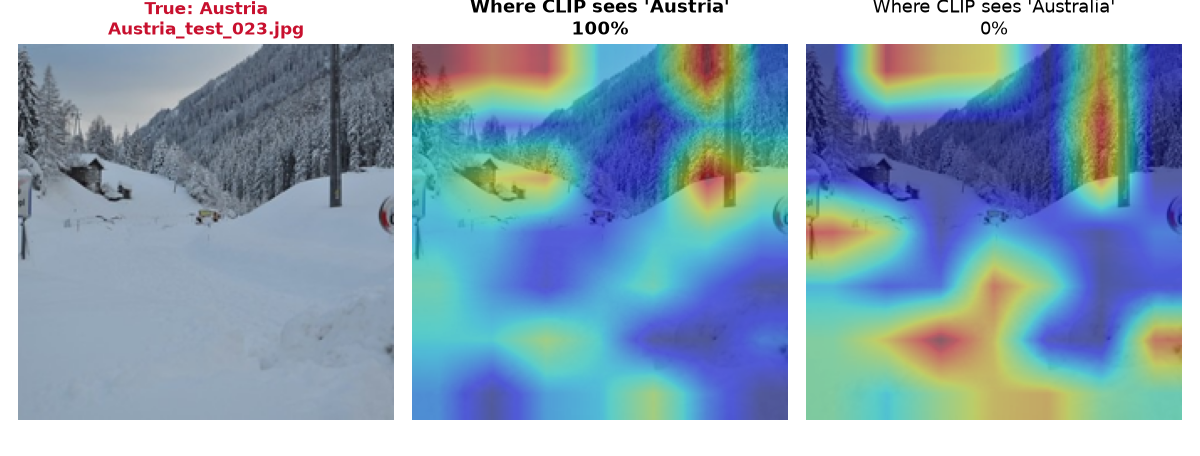 True: Austria
Austria_test_023.jpg
Where CLIP sees 'Austria'
100%
Where CLIP sees 'Australia'
0%